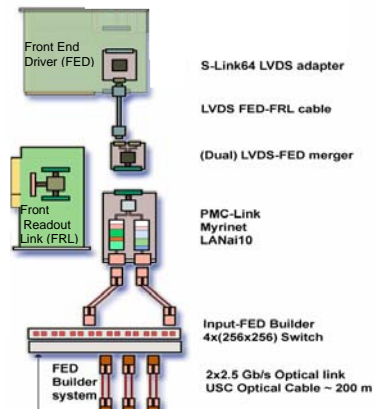 Front End
Driver (FED)
S-Link64 LVDS adapter
LVDS FED-FRL cable
(Dual) LVDS-FED merger
Front
Readout
Link (FRL)
PMC-Link
Myrinet
LANai10
Input-FED Builder
4x(256x256) Switch
FED
Builder
system
2x2.5 Gb/s Optical link
USC Optical Cable ~ 200 m